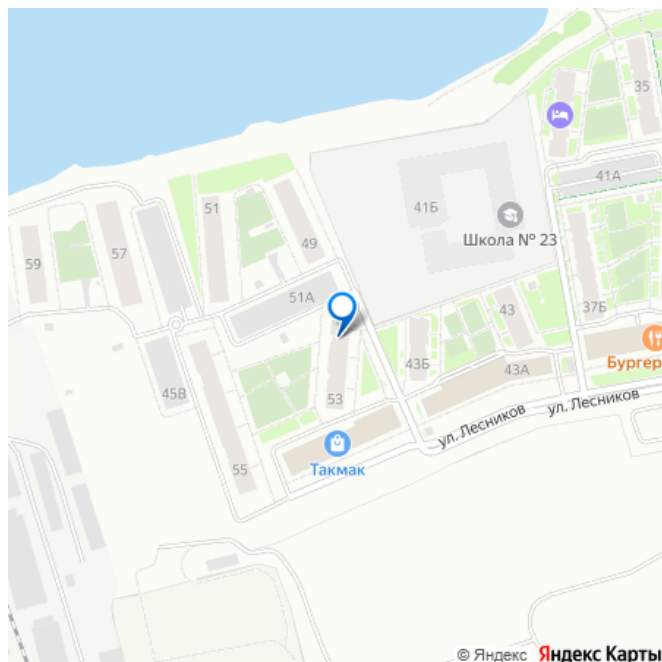 35
41А
41Б
51
Школа № 23
57
49
59
51А
37Б
43
Бургер
43Б
43А
45В
53
ул. Лесников
ул. Лесников
55
Такмак
© Яндекс Яндекс Карты